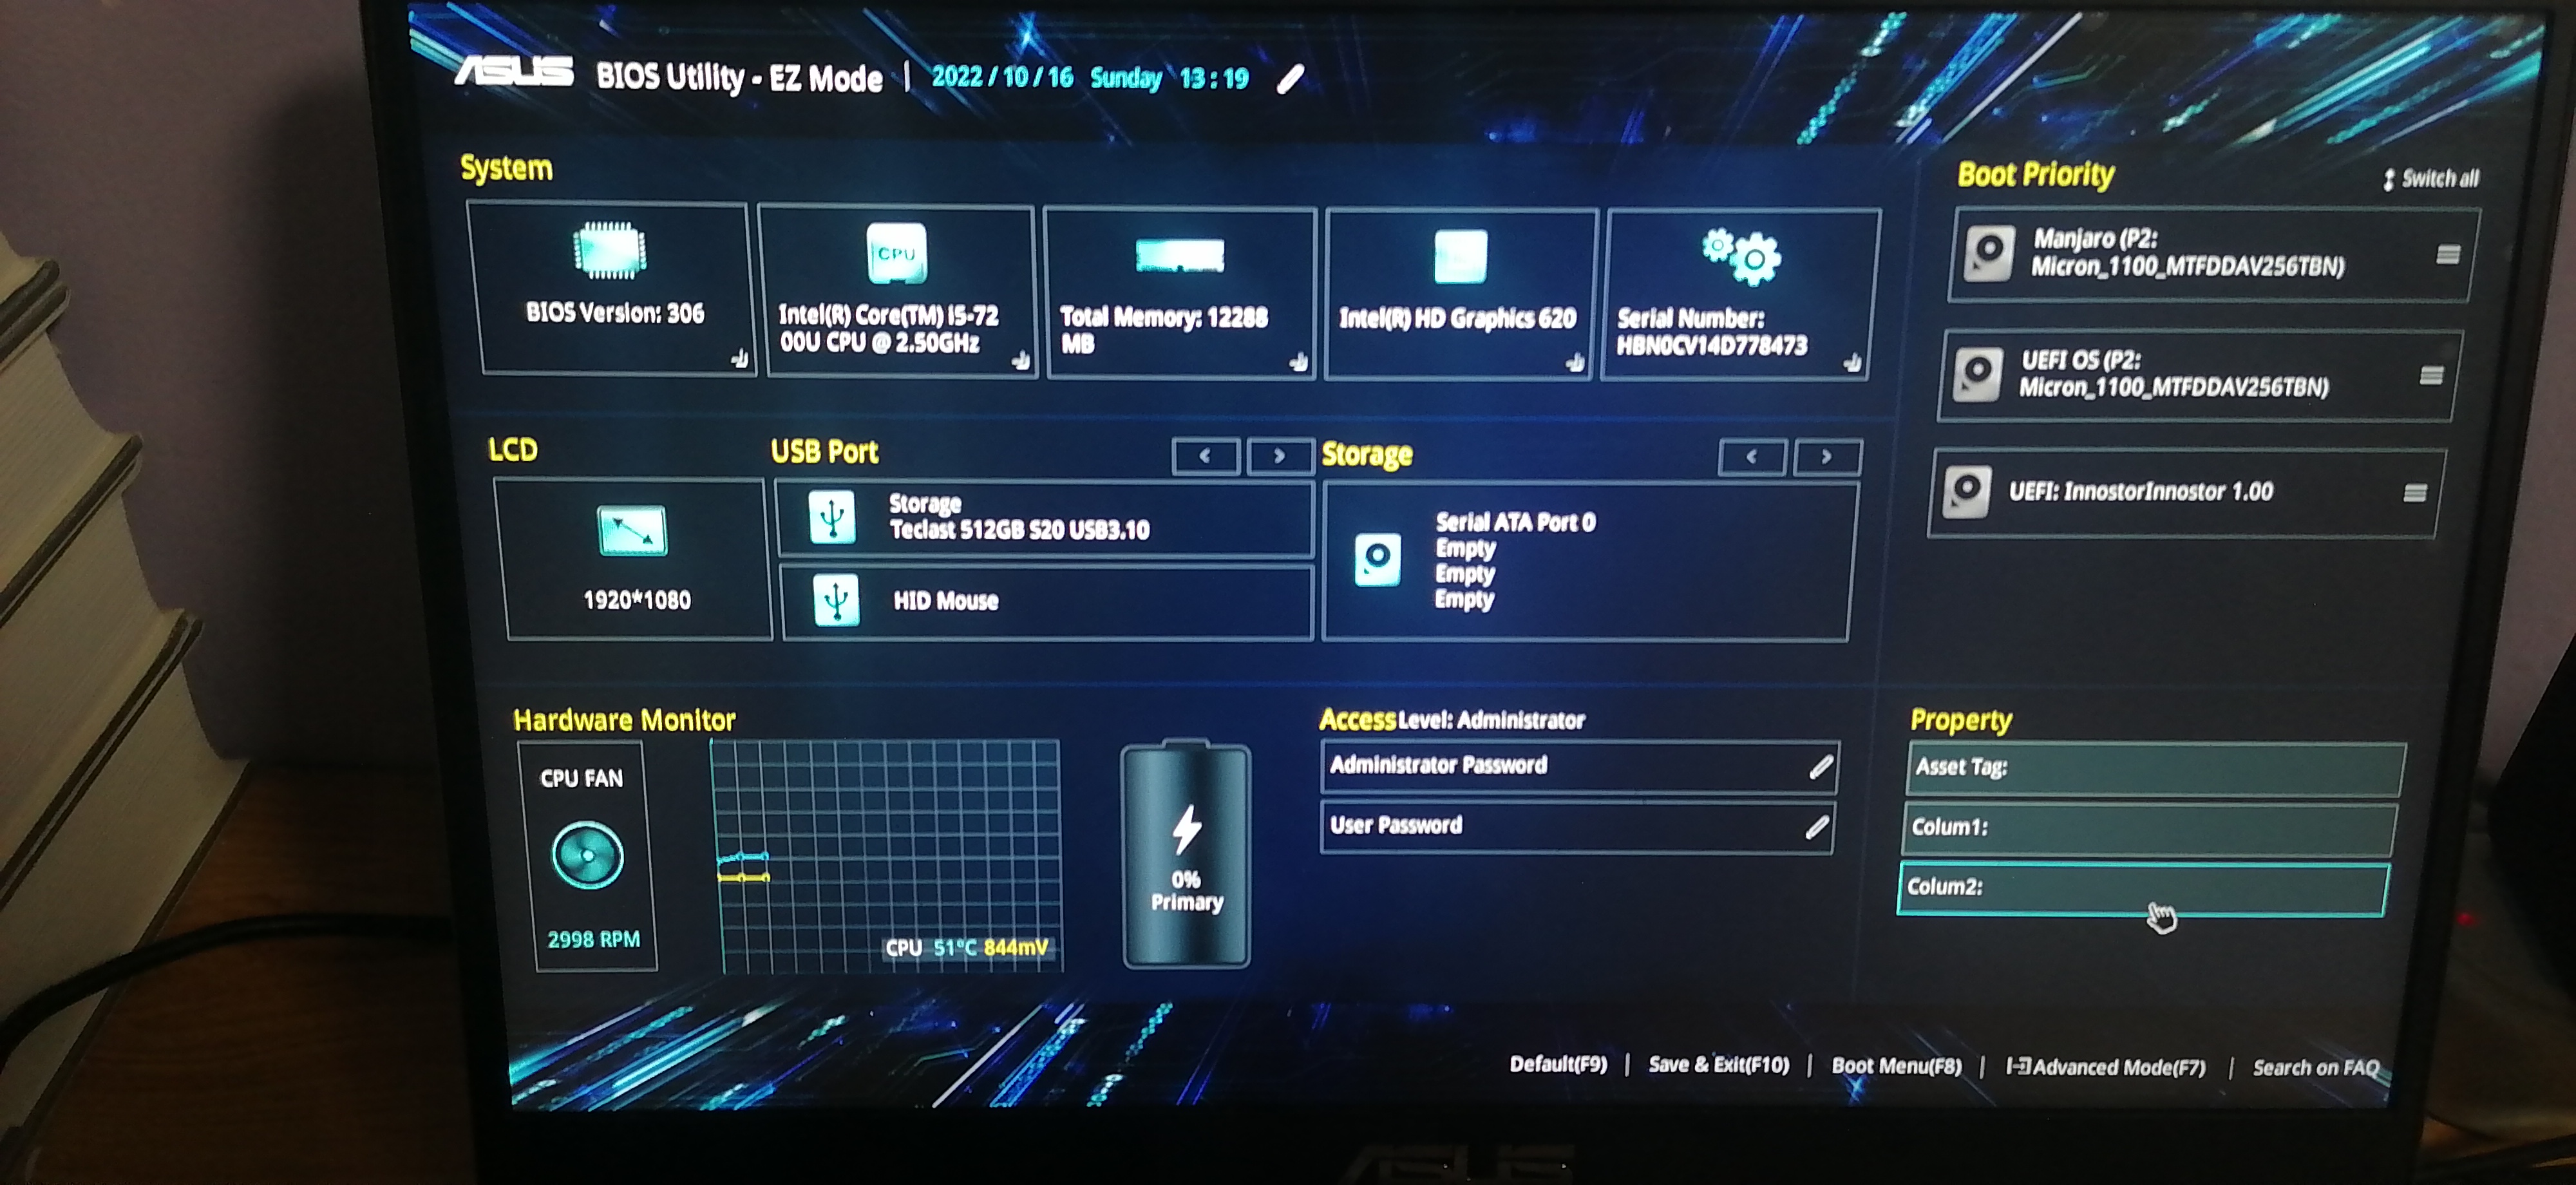 ASUS BIOS Utility - EZ Mode | 2022/10/16 Sunday 13:19
System
BIOS Version: 306
CPU
Intel(R) Core(TM) i5-72
00U CPU @ 2.50GHz
Total Memory: 12288
MB
Intel(R) HD Graphics 620
Serial Number:
HBN0CV14D778473
Boot Priority
Switch all
Manjaro (P2:
Micron_1100_MTFDDAV256TBN)
UEFI OS (P2:
Micron_1100_MTFDDAV256TBN)
UEFI: InnostorInnostor 1.00
LCD
1920*1080
USB Port
Storage
Teclast 512GB S20 USB3.10
HID Mouse
Storage
Serial ATA Port 0
Empty
Empty
Empty
Hardware Monitor
CPU FAN
2998 RPM
CPU 51°C 844mV
0%
Primary
Access Level: Administrator
Administrator Password
User Password
Property
Asset Tag:
Colum1:
Colum2:
Default(F9) | Save & Exit(F10) | Boot Menu(F8) | Advanced Mode(F7) | Search on FAQ
ASUS